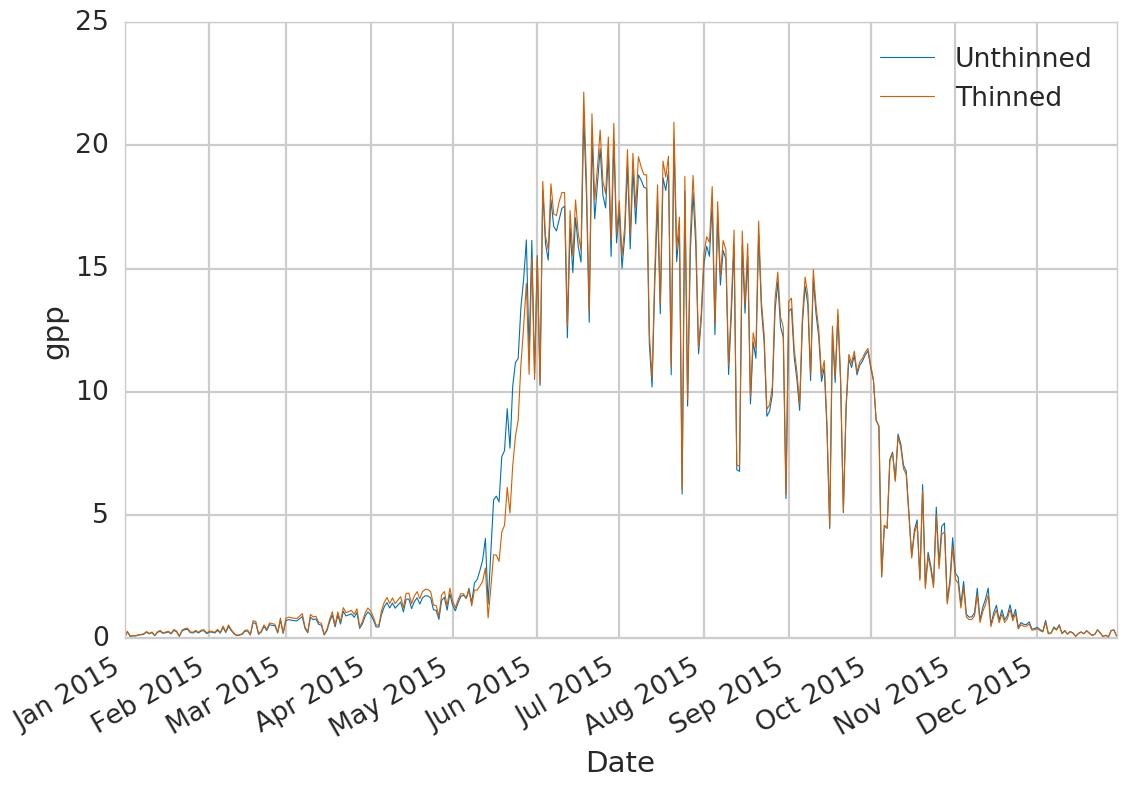 25
20
15
10
5
0
gpp
Unthinned
Thinned
Jan 2015
Feb 2015
Mar 2015
Apr 2015
May 2015
Jun 2015
Jul 2015
Aug 2015
Sep 2015
Oct 2015
Nov 2015
Dec 2015
Date